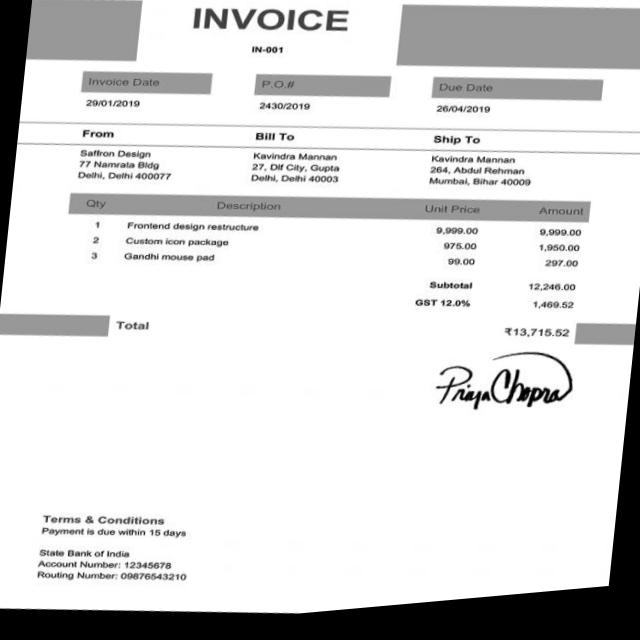 INVOICE
IN-001
Invoice Date P.O.# Due Date
29/01/2019 2430/2019 26/04/2019
From Bill To Ship To
Saffron Design Kavindra Mannan Kavindra Mannan
77 Namrata Bldg 27, Dlf City, Gupta 264, Abdul Rehman
Delhi, Delhi 400077 Delhi, Delhi 40003 Mumbai, Bihar 40009
Qty Description Unit Price Amount
1 Frontend design restructure 9,999.00 9,999.00
2 Custom icon package 975.00 1,950.00
3 Gandhi mouse pad 99.00 297.00
Subtotal 12,246.00
GST 12.0% 1,469.52
Total ₹13,715.52
Priya Chopra
Terms & Conditions
Payment is due within 15 days
State Bank of India
Account Number: 12345678
Routing Number: 09876543210